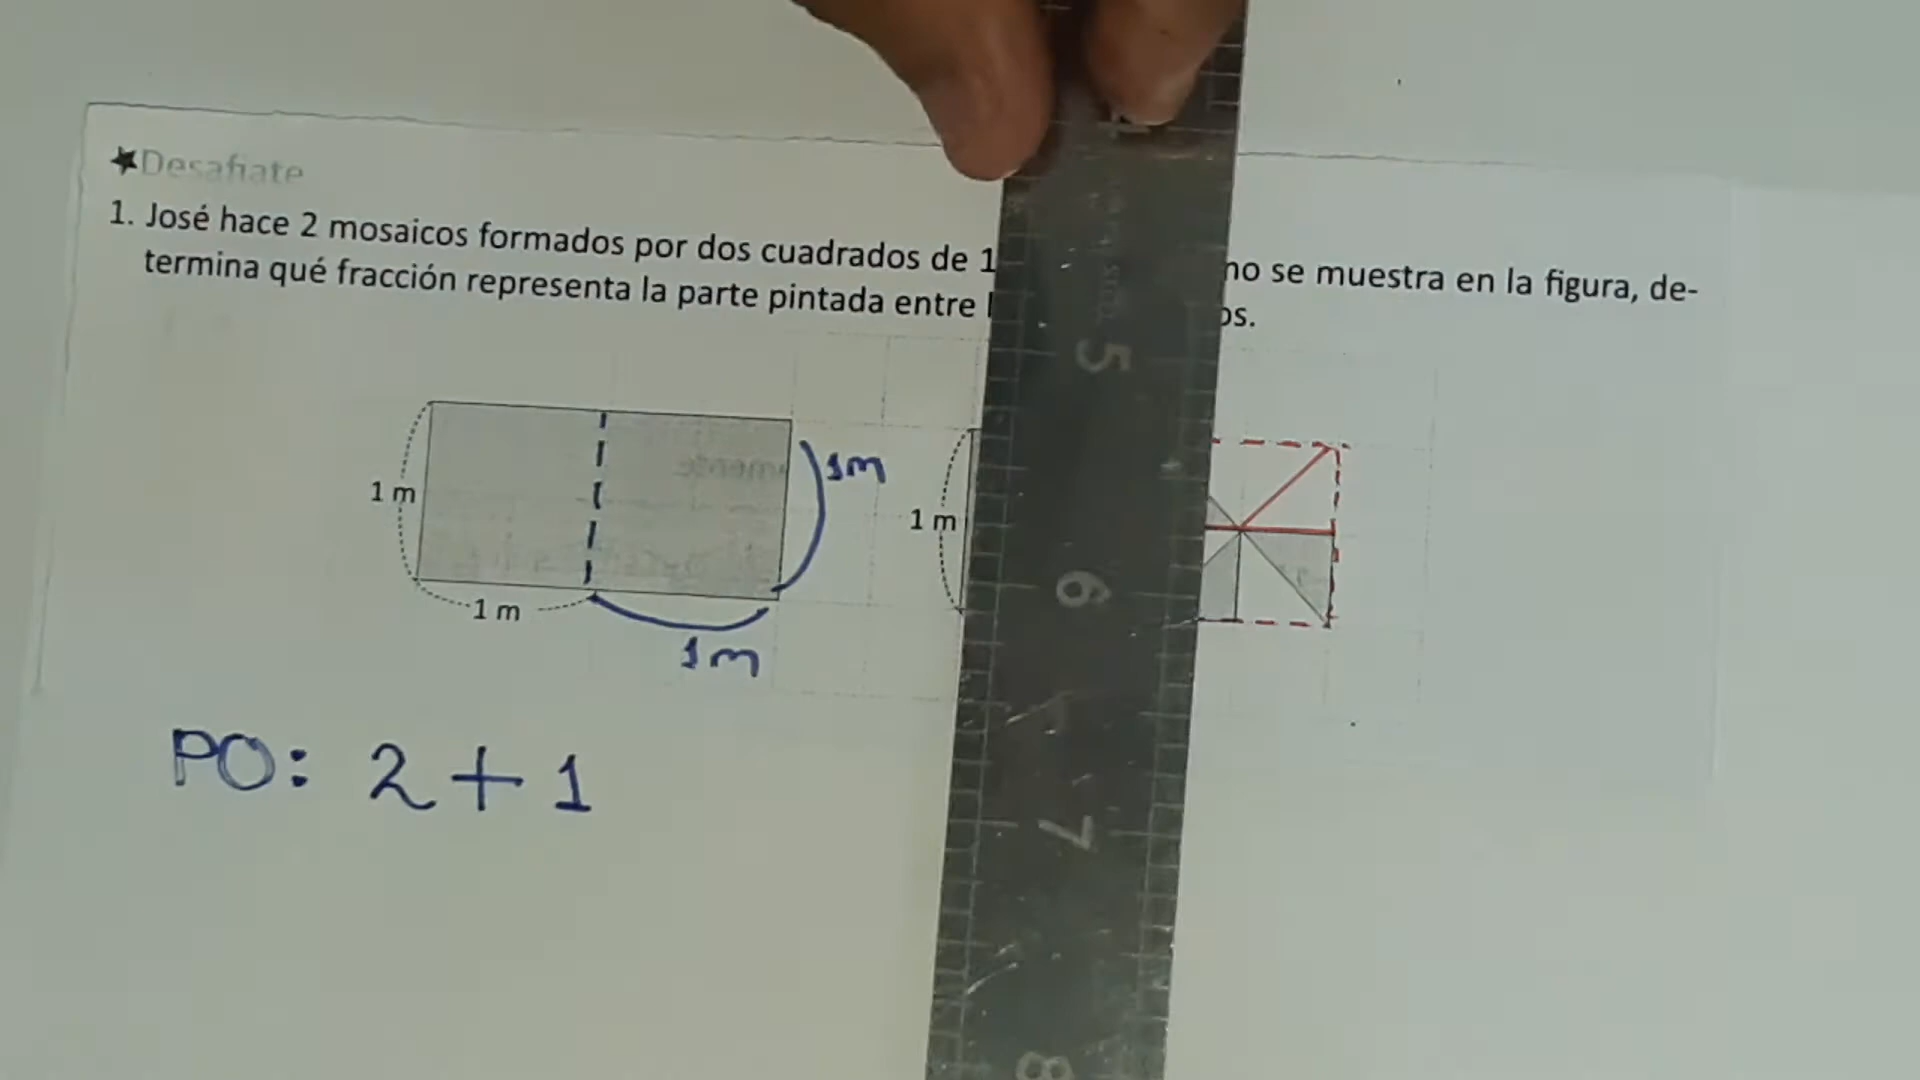 ★Desafiate
1. José hace 2 mosaicos formados por dos cuadrados de 1 no se muestra en la figura, de-
termina qué fracción representa la parte pintada entre os.
1 m
1m
1 m
1 m
1m
PO: 2 + 1
5
6
7
8